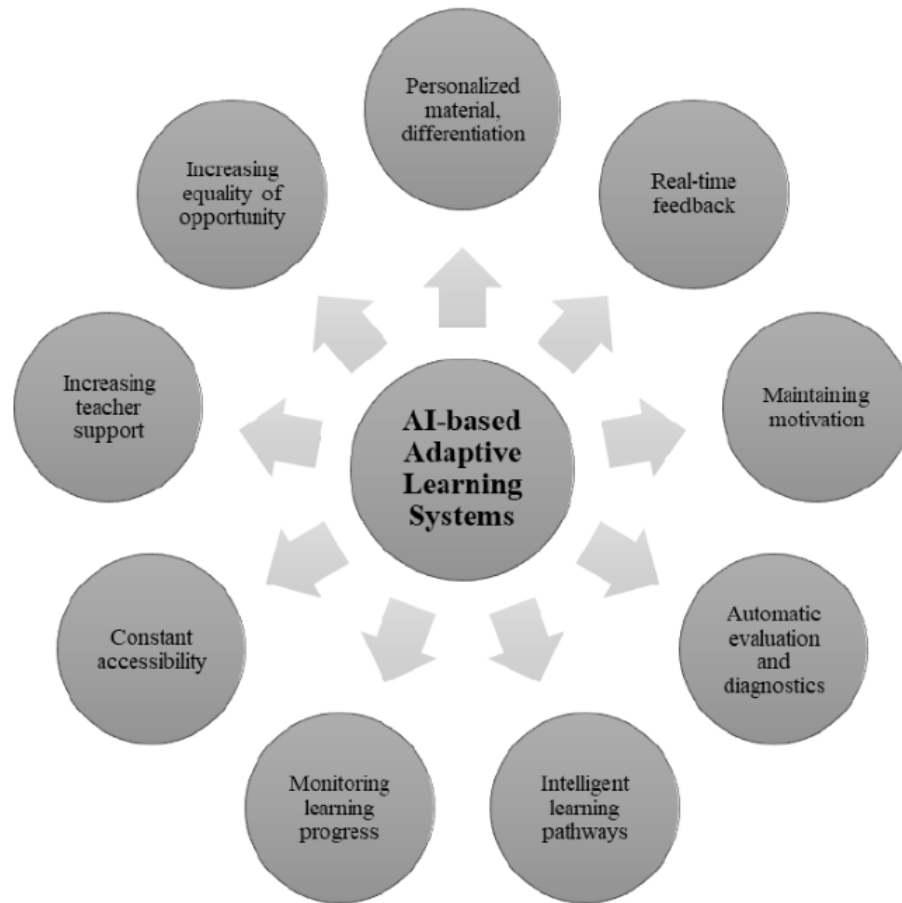 Personalized
material,
differentiation
Real-time
feedback
Maintaining
motivation
Automatic
evaluation
and
diagnostics
Intelligent
learning
pathways
Monitoring
learning
progress
Constant
accessibility
Increasing
teacher
support
Increasing
equality of
opportunity
AI-based
Adaptive
Learning
Systems